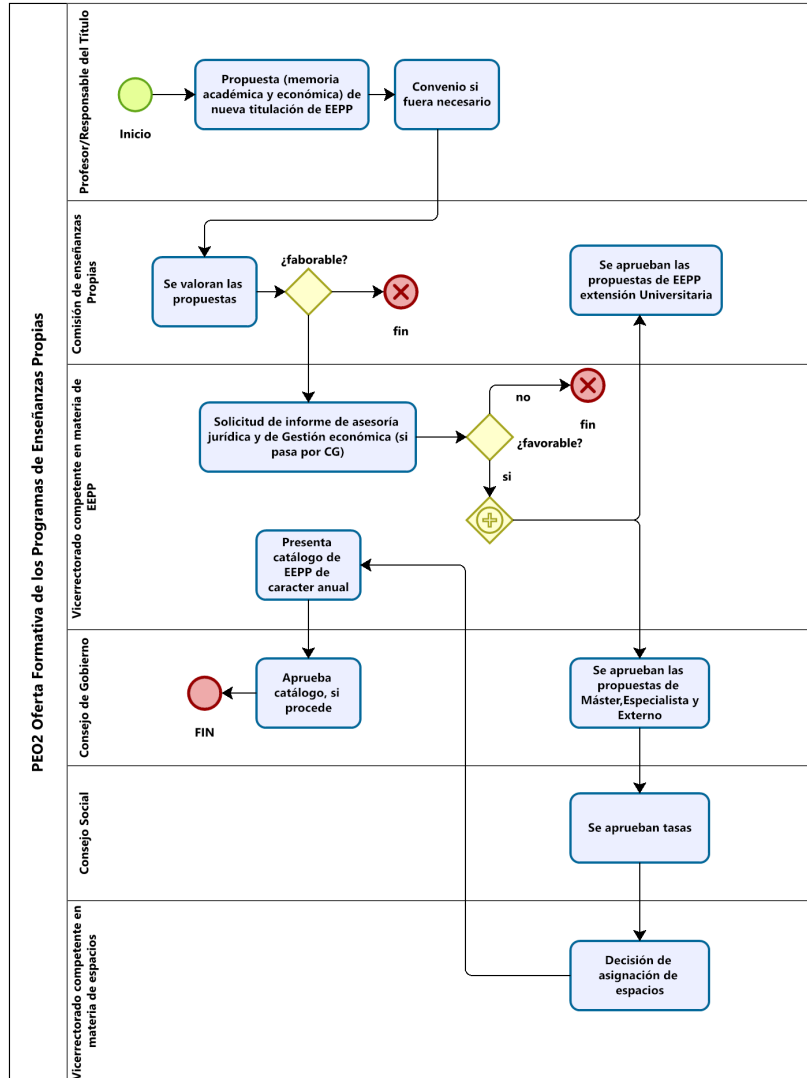 PEO2 Oferta Formativa de los Programas de Enseñanzas Propias
Profesor/Responsable del Título
Inicio
Propuesta (memoria
académica y económica) de
nueva titulación de EEPP
Convenio si
fuera necesario
Comisión de enseñanzas
Propias
Se valoran las
propuestas
¿faborable?
fin
Se aprueban las
propuestas de EEPP
extensión Universitaria
Vicerrectorado competente en materia de
EEPP
Solicitud de informe de asesoría
jurídica y de Gestión económica (si
pasa por CG)
¿favorable?
no
fin
si
Presenta
catálogo de
EEPP de
caracter anual
Consejo de Gobierno
Aprueba
catálogo, si
procede
FIN
Se aprueban las
propuestas de
Máster,Especialista y
Externo
Consejo Social
Se aprueban tasas
Vicerrectorado competente en
materia de espacios
Decisión de
asignación de
espacios